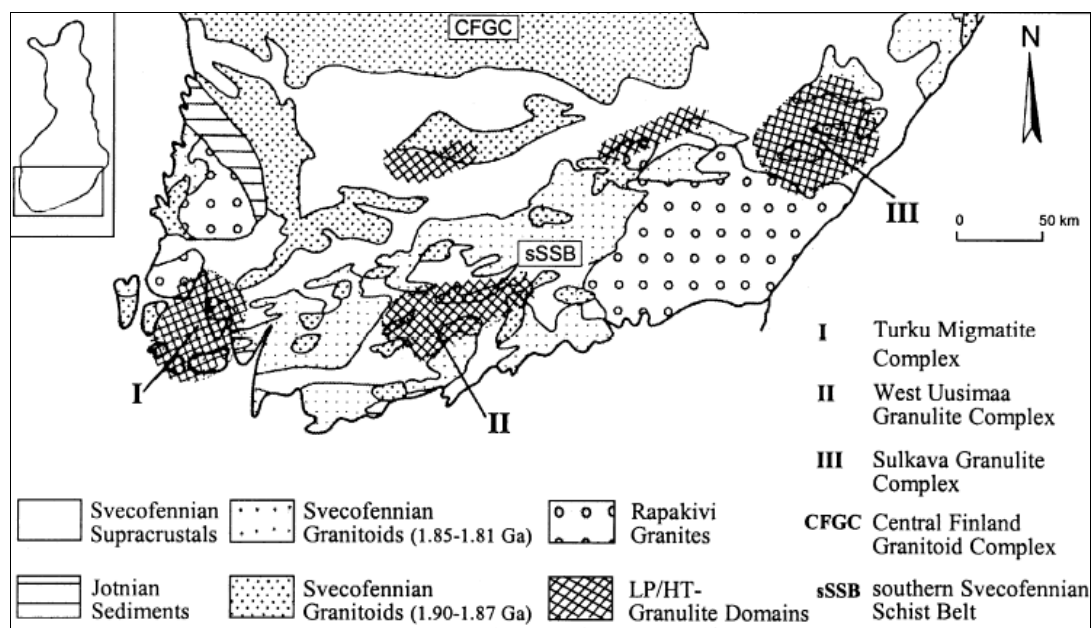 CFGC
N
III
0 50 km
sSSB
I
II
I Turku Migmatite
Complex
II West Uusimaa
Granulite Complex
III Sulkava Granulite
Complex
CFGC Central Finland
Granitoid Complex
sSSB southern Svecofennian
Schist Belt
Svecofennian
Supracrustals
Svecofennian
Granitoids (1.85-1.81 Ga)
Rapakivi
Granites
Jotnian
Sediments
Svecofennian
Granitoids (1.90-1.87 Ga)
LP/HT-
Granulite Domains